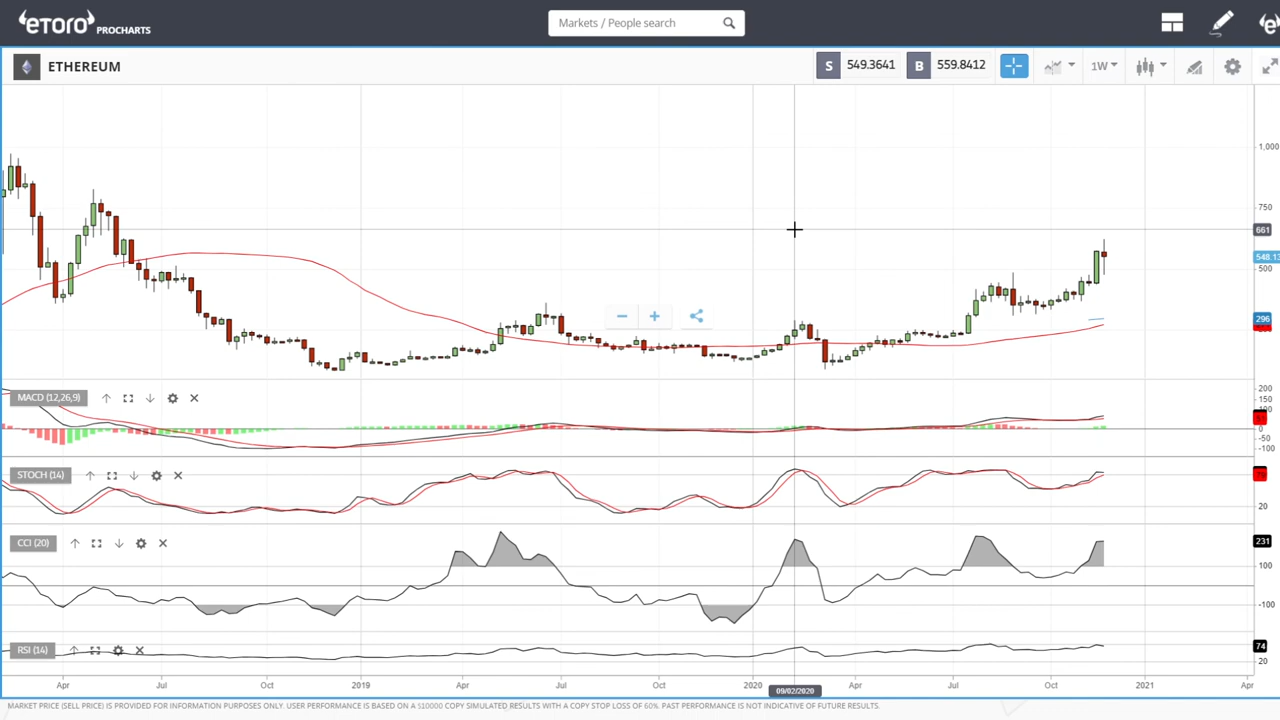 eToro PROCHARTS
Markets / People search
ETHEREUM
S 549.3641 B 559.8412 1W
1,000
750
661
548.13
500
296
MACD (12,26,9)
200
150
100
0
-50
-100
STOCH (14)
20
CCI (20)
231
100
-100
RSI (14)
74
20
Apr Jul Oct 2019 Apr Jul Oct 2020 09/02/2020 Apr Jul Oct 2021 Apr
MARKET PRICE (SELL PRICE) IS PROVIDED FOR INFORMATION PURPOSES ONLY. USER PERFORMANCE IS BASED ON A $10000 COPY SIMULATED RESULTS WITH A COPY STOP LOSS OF 60%. PAST PERFORMANCE IS NOT INDICATIVE OF FUTURE RESULTS.